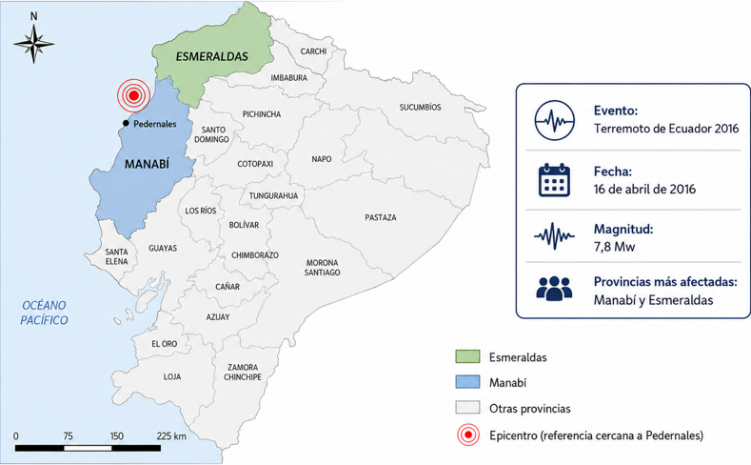 N
ESMERALDAS
CARCHI
IMBABURA
SUCUMBÍOS
PICHINCHA
Pedernales
SANTO
DOMINGO
MANABÍ
COTOPAXI
NAPO
TUNGURAHUA
LOS RÍOS
PASTAZA
BOLÍVAR
SANTA
ELENA
GUAYAS
CHIMBORAZO
MORONA
SANTIAGO
CAÑAR
OCÉANO
PACÍFICO
AZUAY
EL ORO
LOJA
ZAMORA
CHINCHIPE
0 75 150 225 km
Evento:
Terremoto de Ecuador 2016
Fecha:
16 de abril de 2016
Magnitud:
7,8 Mw
Provincias más afectadas:
Manabí y Esmeraldas
Esmeraldas
Manabí
Otras provincias
Epicentro (referencia cercana a Pedernales)